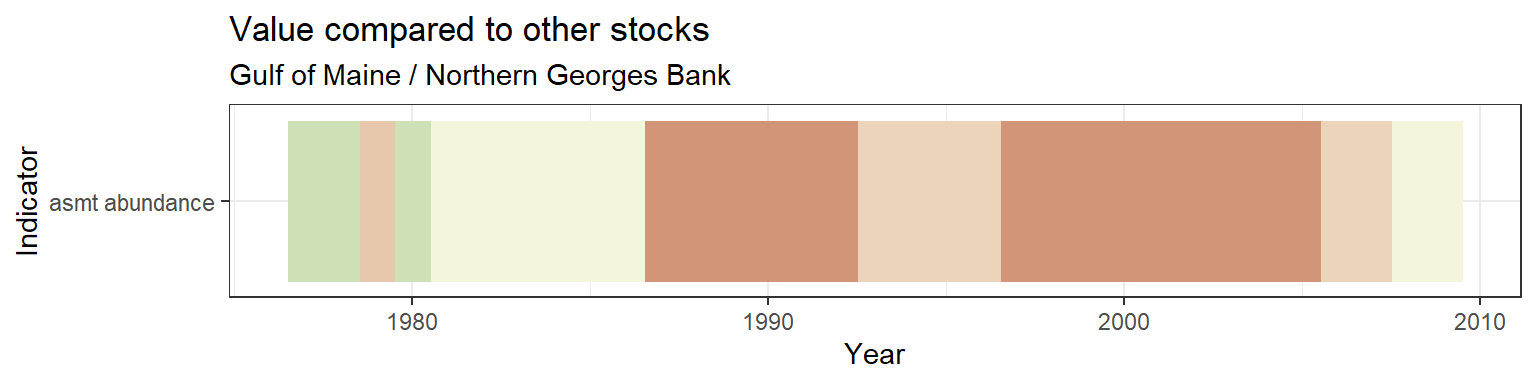 Value compared to other stocks
Gulf of Maine / Northern Georges Bank
Indicator
asmt abundance
1980 1990 2000 2010
Year